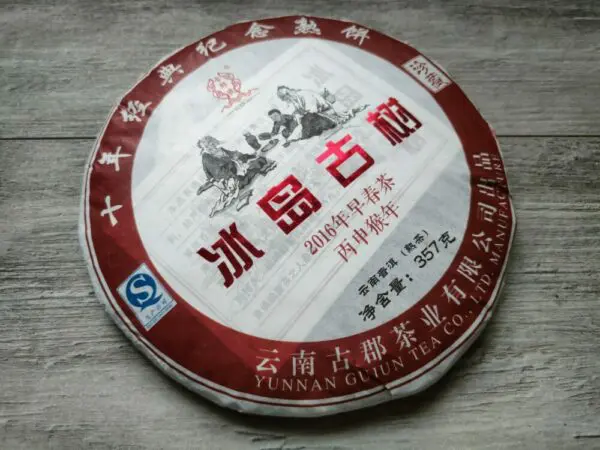 十年经典纪念熟饼
珍藏
冰岛古树
2016年早春茶
丙申猴年
云南普洱（熟茶）
净含量：357克
云南古郡茶业有限公司出品
YUNNAN GUJUN TEA CO., LTD. MANUFACTURE